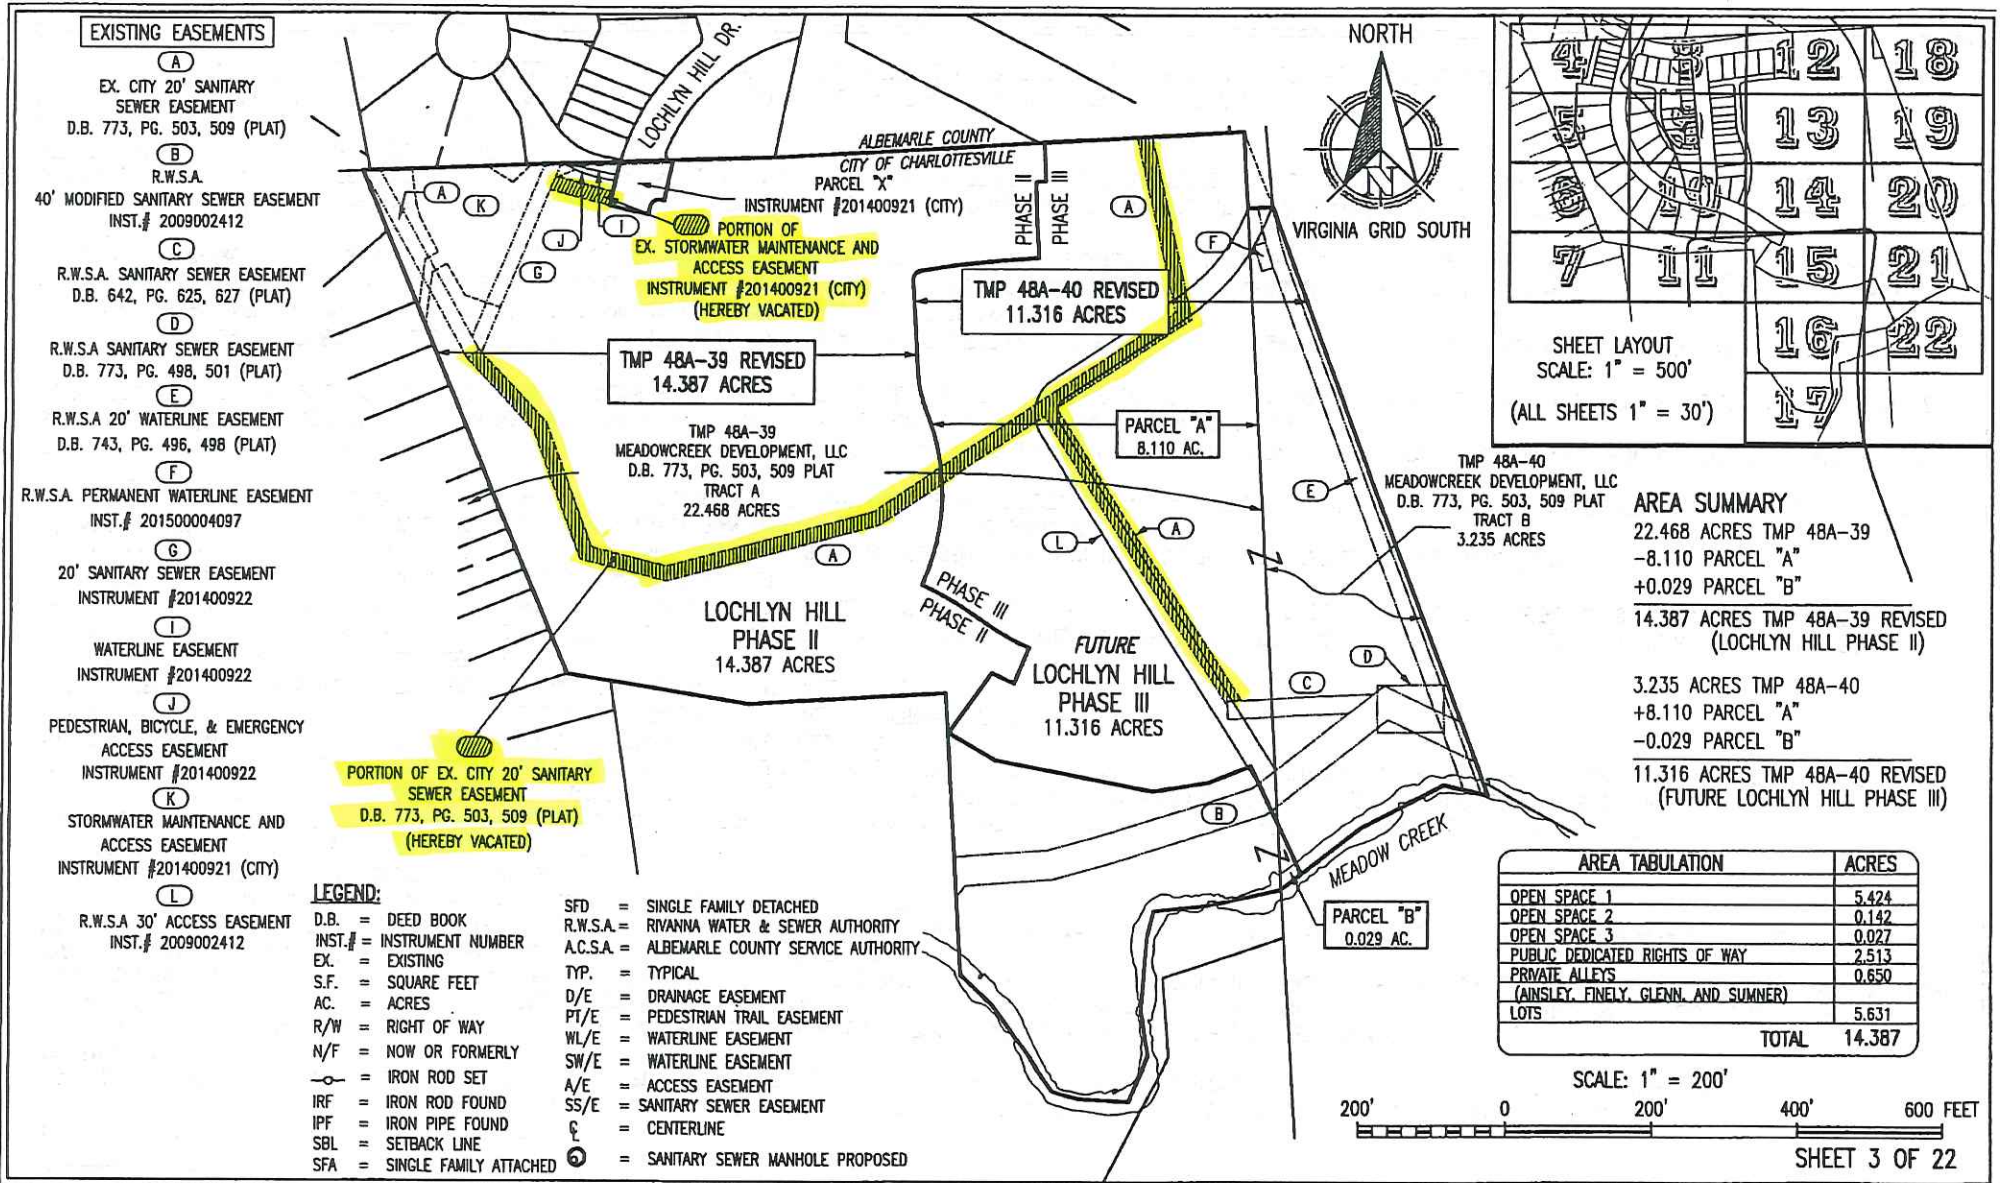 EXISTING EASEMENTS
A
EX. CITY 20' SANITARY
SEWER EASEMENT
D.B. 773, PG. 503, 509 (PLAT)
B
R.W.S.A.
40' MODIFIED SANITARY SEWER EASEMENT
INST.# 2009002412
C
R.W.S.A. SANITARY SEWER EASEMENT
D.B. 642, PG. 625, 627 (PLAT)
D
R.W.S.A SANITARY SEWER EASEMENT
D.B. 773, PG. 498, 501 (PLAT)
E
R.W.S.A 20' WATERLINE EASEMENT
D.B. 743, PG. 496, 498 (PLAT)
F
R.W.S.A. PERMANENT WATERLINE EASEMENT
INST.# 201500004097
G
20' SANITARY SEWER EASEMENT
INSTRUMENT #201400922
I
WATERLINE EASEMENT
INSTRUMENT #201400922
J
PEDESTRIAN, BICYCLE, & EMERGENCY
ACCESS EASEMENT
INSTRUMENT #201400922
K
STORMWATER MAINTENANCE AND
ACCESS EASEMENT
INSTRUMENT #201400921 (CITY)
L
R.W.S.A 30' ACCESS EASEMENT
INST.# 2009002412
LOCHLYN HILL DR.
ALBEMARLE COUNTY
CITY OF CHARLOTTESVILLE
PARCEL "X"
INSTRUMENT #201400921 (CITY)
A
K
J
I
G
PORTION OF
EX. STORMWATER MAINTENANCE AND
ACCESS EASEMENT
INSTRUMENT #201400921 (CITY)
(HEREBY VACATED)
PHASE II
PHASE III
A
F
TMP 48A-40 REVISED
11.316 ACRES
TMP 48A-39 REVISED
14.387 ACRES
TMP 48A-39
MEADOWCREEK DEVELOPMENT, LLC
D.B. 773, PG. 503, 509 PLAT
TRACT A
22.468 ACRES
PARCEL "A"
8.110 AC.
A
L
A
E
TMP 48A-40
MEADOWCREEK DEVELOPMENT, LLC
D.B. 773, PG. 503, 509 PLAT
TRACT B
3.235 ACRES
PHASE III
PHASE II
LOCHLYN HILL
PHASE II
14.387 ACRES
FUTURE
LOCHLYN HILL
PHASE III
11.316 ACRES
D
C
B
PORTION OF EX. CITY 20' SANITARY
SEWER EASEMENT
D.B. 773, PG. 503, 509 (PLAT)
(HEREBY VACATED)
MEADOW CREEK
PARCEL "B"
0.029 AC.
NORTH
N
VIRGINIA GRID SOUTH
4 12 18
5 13 19
6 10 14 20
7 11 15 21
16 22
17
SHEET LAYOUT
SCALE: 1" = 500'
(ALL SHEETS 1" = 30')
AREA SUMMARY
22.468 ACRES TMP 48A-39
-8.110 PARCEL "A"
+0.029 PARCEL "B"
14.387 ACRES TMP 48A-39 REVISED
(LOCHLYN HILL PHASE II)
3.235 ACRES TMP 48A-40
+8.110 PARCEL "A"
-0.029 PARCEL "B"
11.316 ACRES TMP 48A-40 REVISED
(FUTURE LOCHLYN HILL PHASE III)
AREA TABULATION ACRES
OPEN SPACE 1 5.424
OPEN SPACE 2 0.142
OPEN SPACE 3 0.027
PUBLIC DEDICATED RIGHTS OF WAY 2.513
PRIVATE ALLEYS 0.650
(AINSLEY, FINELY, GLENN, AND SUMNER)
LOTS 5.631
TOTAL 14.387
LEGEND:
D.B. = DEED BOOK
INST.# = INSTRUMENT NUMBER
EX. = EXISTING
S.F. = SQUARE FEET
AC. = ACRES
R/W = RIGHT OF WAY
N/F = NOW OR FORMERLY
= IRON ROD SET
IRF = IRON ROD FOUND
IPF = IRON PIPE FOUND
SBL = SETBACK LINE
SFA = SINGLE FAMILY ATTACHED
SFD = SINGLE FAMILY DETACHED
R.W.S.A. = RIVANNA WATER & SEWER AUTHORITY
A.C.S.A. = ALBEMARLE COUNTY SERVICE AUTHORITY
TYP. = TYPICAL
D/E = DRAINAGE EASEMENT
PT/E = PEDESTRIAN TRAIL EASEMENT
WL/E = WATERLINE EASEMENT
SW/E = WATERLINE EASEMENT
A/E = ACCESS EASEMENT
SS/E = SANITARY SEWER EASEMENT
℄ = CENTERLINE
= SANITARY SEWER MANHOLE PROPOSED
SCALE: 1" = 200'
200' 0 200' 400' 600 FEET
SHEET 3 OF 22